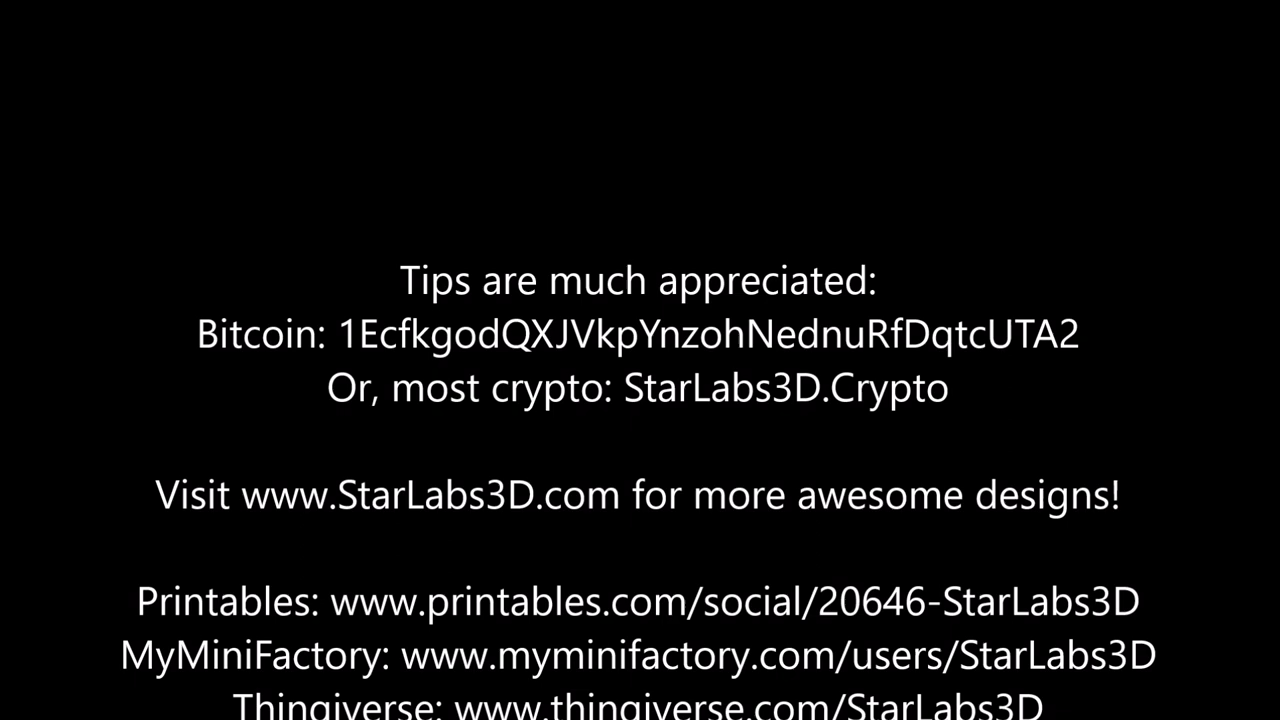 Tips are much appreciated:
Bitcoin: 1EcfkgodQXJVkpYnzohNednuRfDqtcUTA2
Or, most crypto: StarLabs3D.Crypto
Visit www.StarLabs3D.com for more awesome designs!
Printables: www.printables.com/social/20646-StarLabs3D
MyMiniFactory: www.myminifactory.com/users/StarLabs3D
Thingiverse: www.thingiverse.com/StarLabs3D